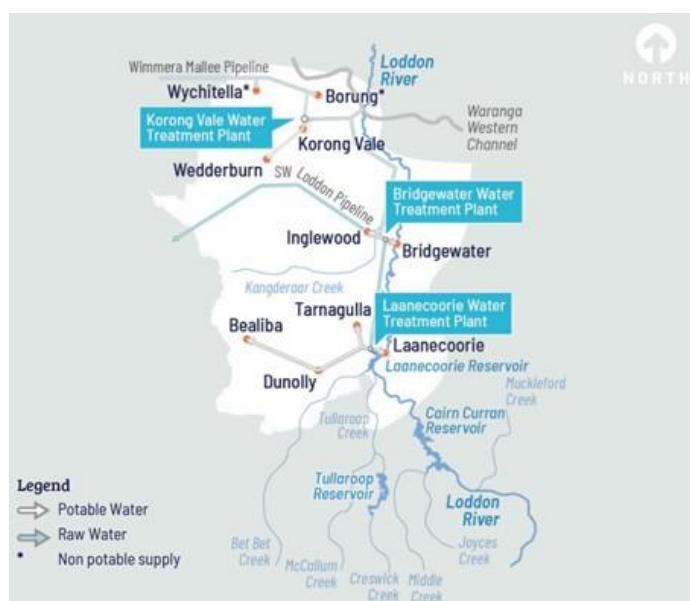 NORTH
Wimmera Mallee Pipeline
Loddon
River
Wychitella*
Borung*
Waranga
Western
Channel
Korong Vale Water
Treatment Plant
Korong Vale
Wedderburn
SW Loddon Pipeline
Bridgewater Water
Treatment Plant
Inglewood
Bridgewater
Kangderaar Creek
Tarnagulla
Laanecoorie Water
Treatment Plant
Bealiba
Laanecoorie
Laanecoorie Reservoir
Dunolly
Muckleford
Creek
Tullaroop
Creek
Cairn Curran
Reservoir
Tullaroop
Reservoir
Loddon
River
Legend
Potable Water
Raw Water
* Non potable supply
Bet Bet
Creek
McCallum
Creek
Creswick
Creek
Middle
Creek
Joyces
Creek